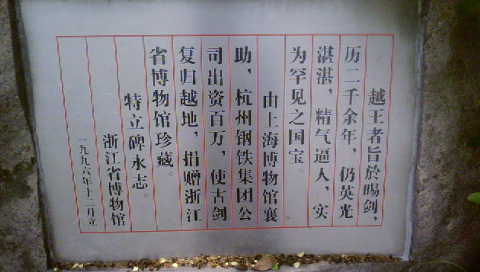 越王者旨於睗剑，
历二千余年，仍英光
湛湛，精气逼人，实
为罕见之国宝。
由上海博物馆襄
助，杭州钢铁集团公
司出资百万，使古剑
复归越地，捐赠浙江
省博物馆珍藏。
特立碑永志。
浙江省博物馆
一九九六年十二月立